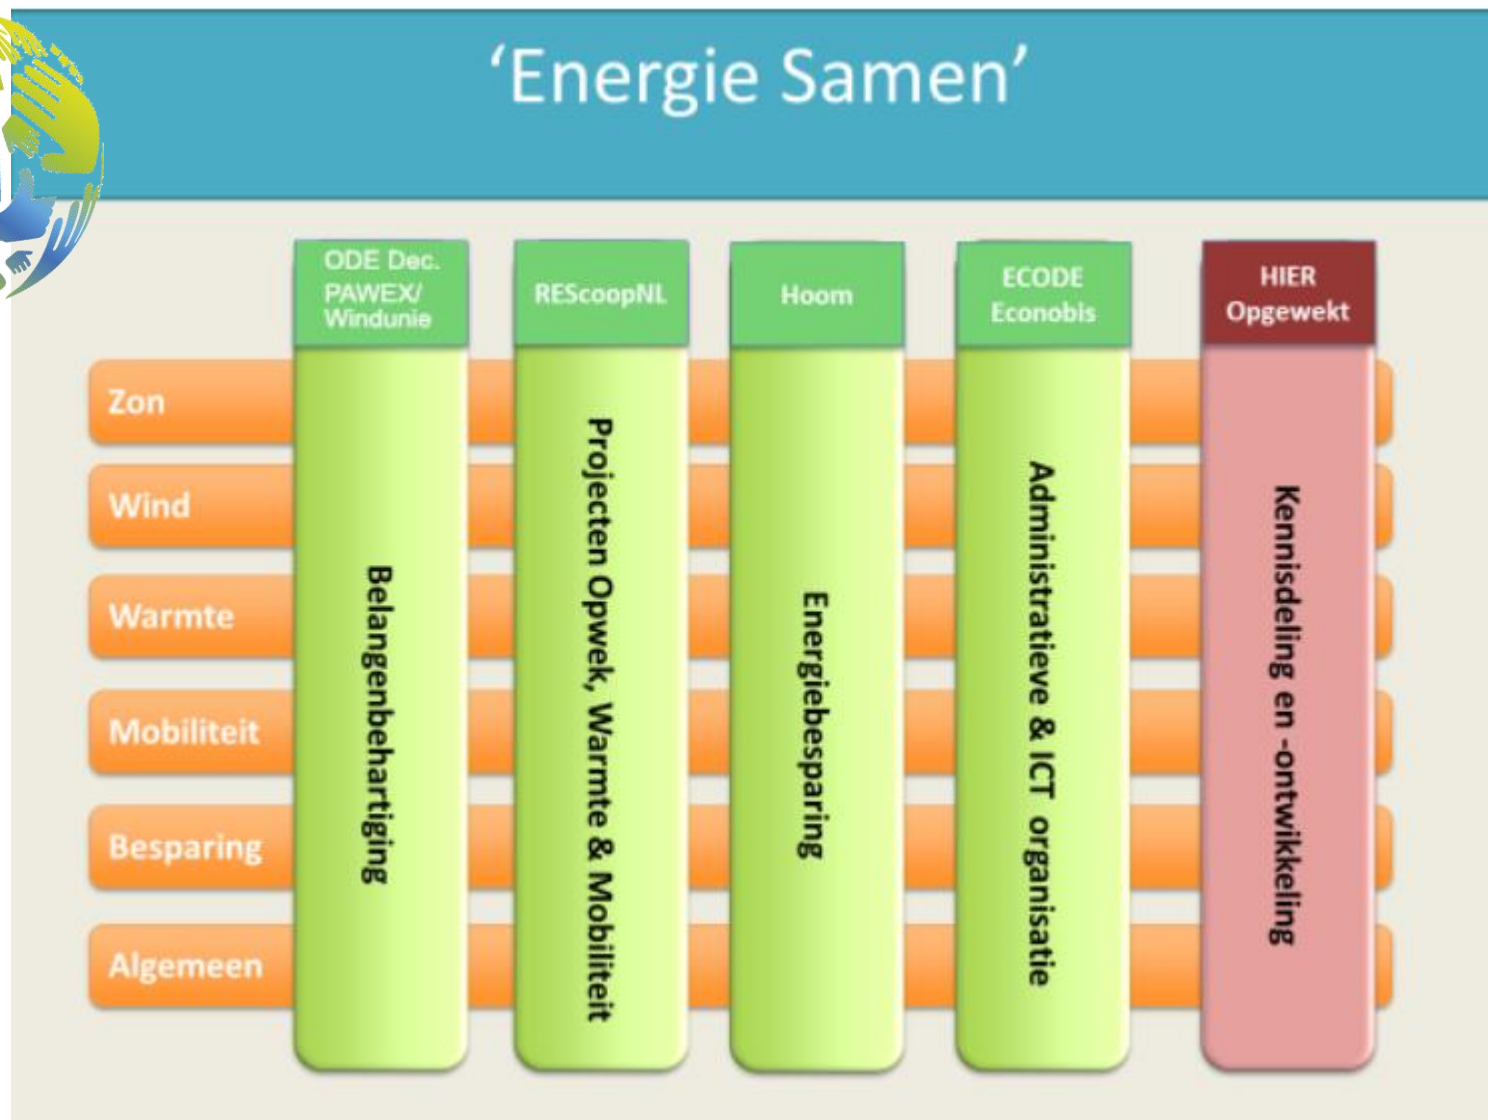 ‘Energie Samen’
ODE Dec.
PAWEX/
Windunie
REScoopNL
Hoom
ECODE
Econobis
HIER
Opgewekt
Zon
Wind
Warmte
Mobiliteit
Besparing
Algemeen
Belangenbehartiging
Projecten Opwek, Warmte & Mobiliteit
Energiebesparing
Administratieve & ICT organisatie
Kennisdeling en -ontwikkeling